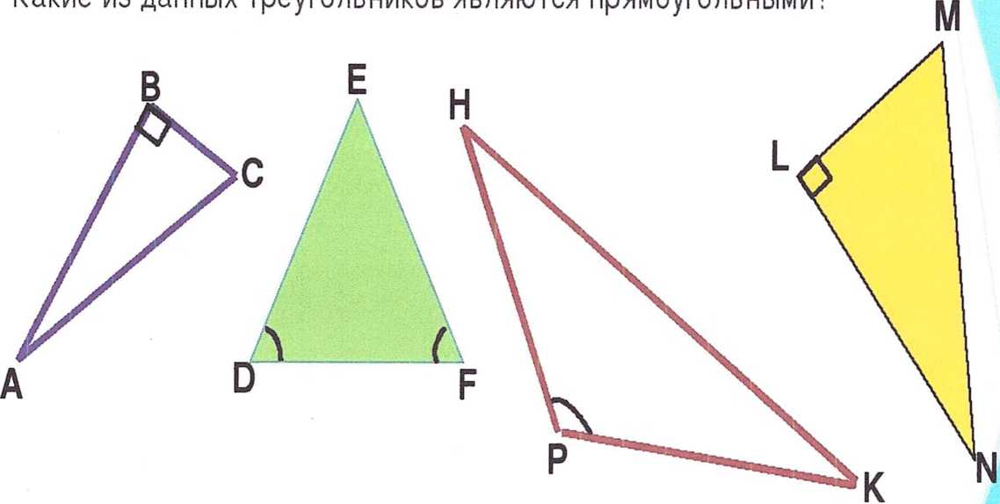 Какие из данных треугольников являются прямоугольными?
M
E
B
H
L
C
D
F
A
P
N
K